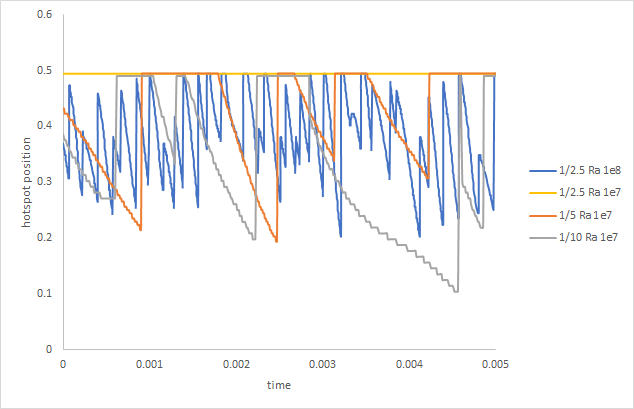 0.6
0.5
0.4
0.3
0.2
0.1
0
hotspot position
0 0.001 0.002 0.003 0.004 0.005
time
1/2.5 Ra 1e8
1/2.5 Ra 1e7
1/5 Ra 1e7
1/10 Ra 1e7